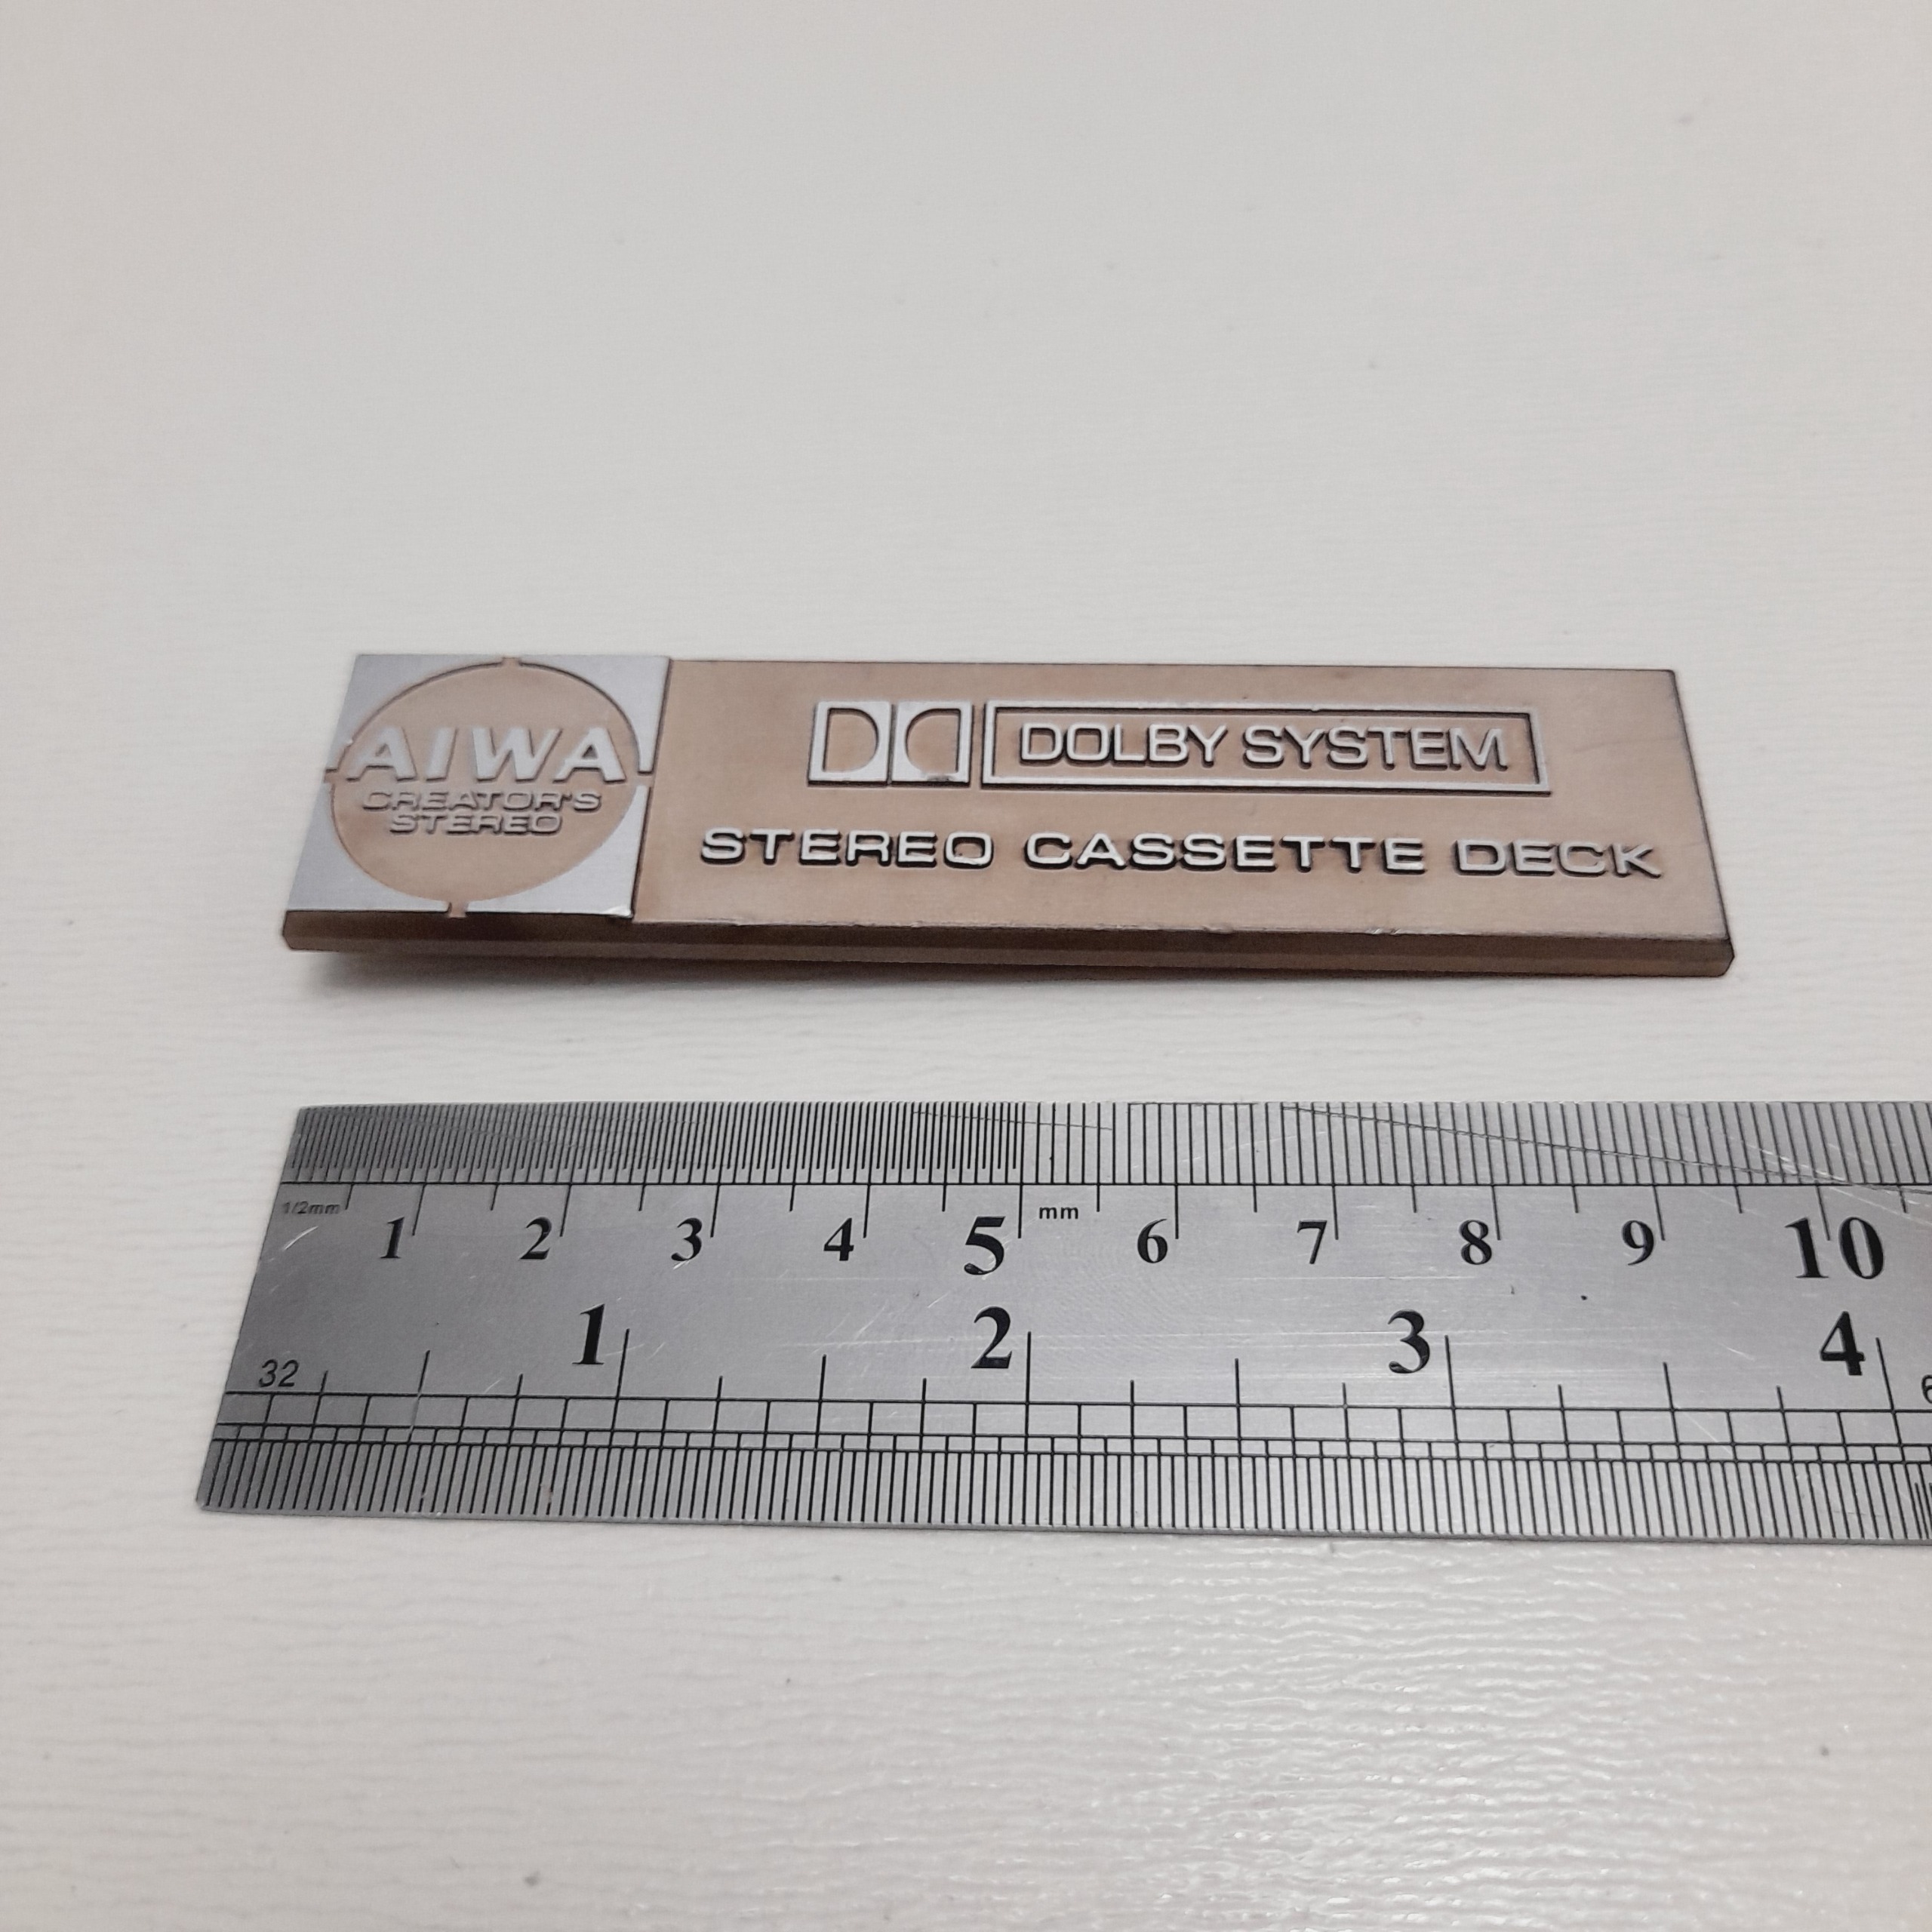 AIWA
CREATOR'S
STEREO
DOLBY SYSTEM
STEREO CASSETTE DECK
1/2mm 1 2 3 4 5 mm 6 7 8 9 10
1 2 3 4
32